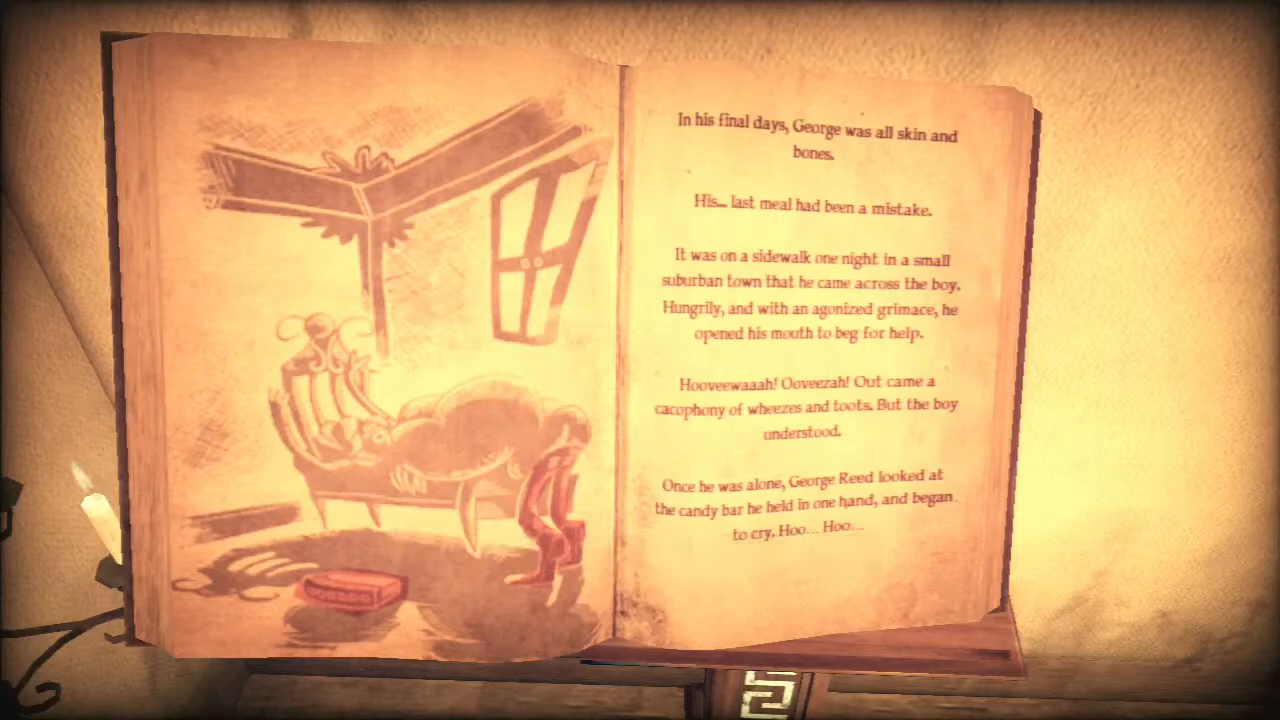 In his final days, George was all skin and
bones.
His... last meal had been a mistake.
It was on a sidewalk one night in a small
suburban town that he came across the boy.
Hungrily, and with an agonized grimace, he
opened his mouth to beg for help.
Hooveewaaah! Ooveezah! Out came a
cacophony of wheezes and toots. But the boy
understood.
Once he was alone, George Reed looked at
the candy bar he held in one hand, and began
to cry. Hoo... Hoo...